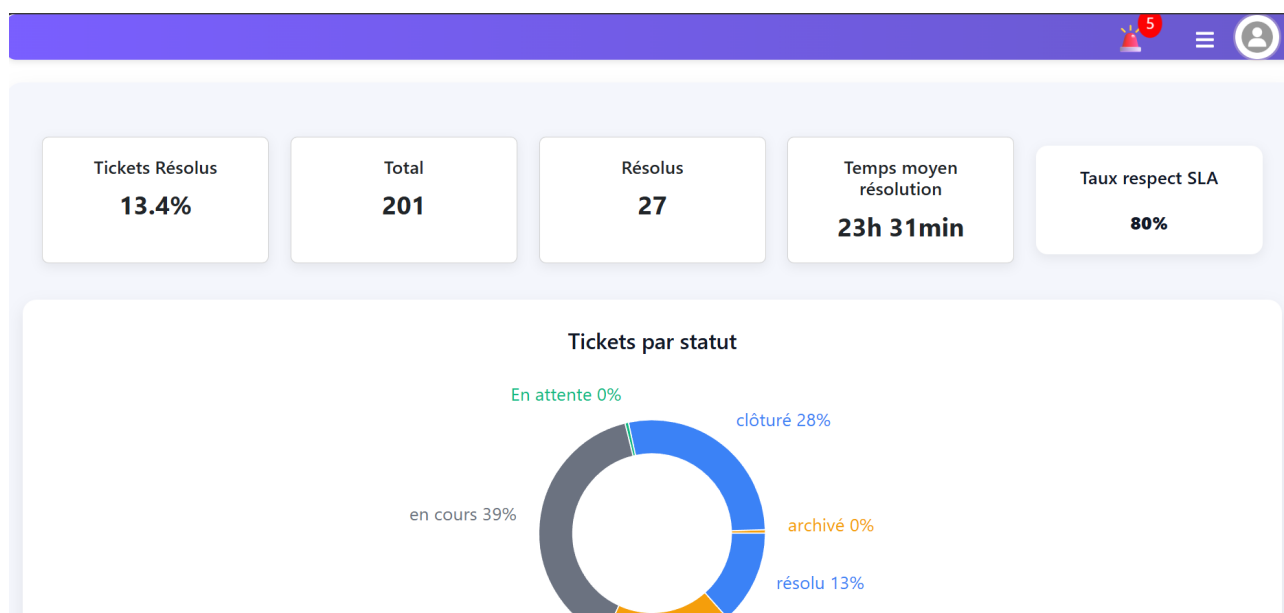 5
Tickets Résolus
13.4%
Total
201
Résolus
27
Temps moyen
résolution
23h 31min
Taux respect SLA
80%
Tickets par statut
En attente 0%
clôturé 28%
en cours 39%
archivé 0%
résolu 13%